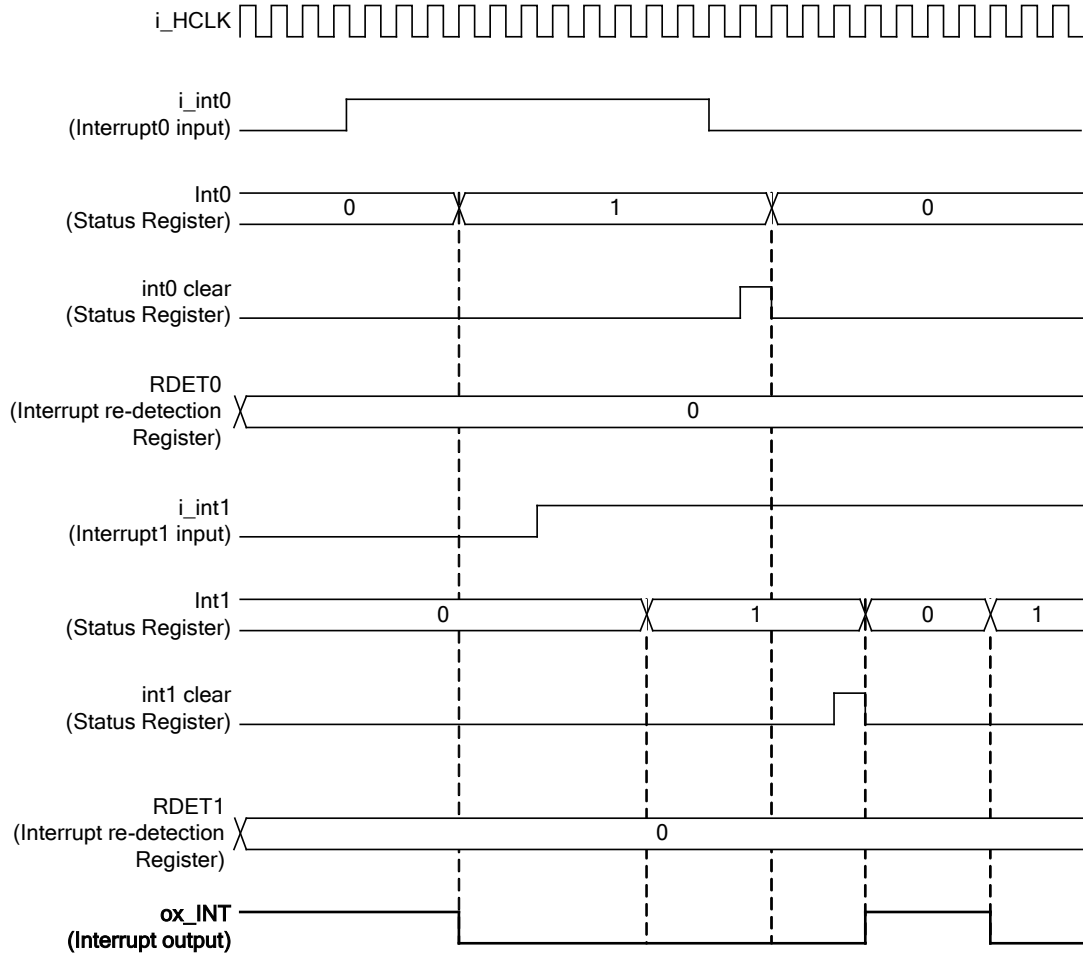 i_HCLK
i_int0
(Interrupt0 input)
Int0
(Status Register)
0 1 0
int0 clear
(Status Register)
RDET0
(Interrupt re-detection
Register)
0
i_int1
(Interrupt1 input)
Int1
(Status Register)
0 1 0 1
int1 clear
(Status Register)
RDET1
(Interrupt re-detection
Register)
0
ox_INT
(Interrupt output)